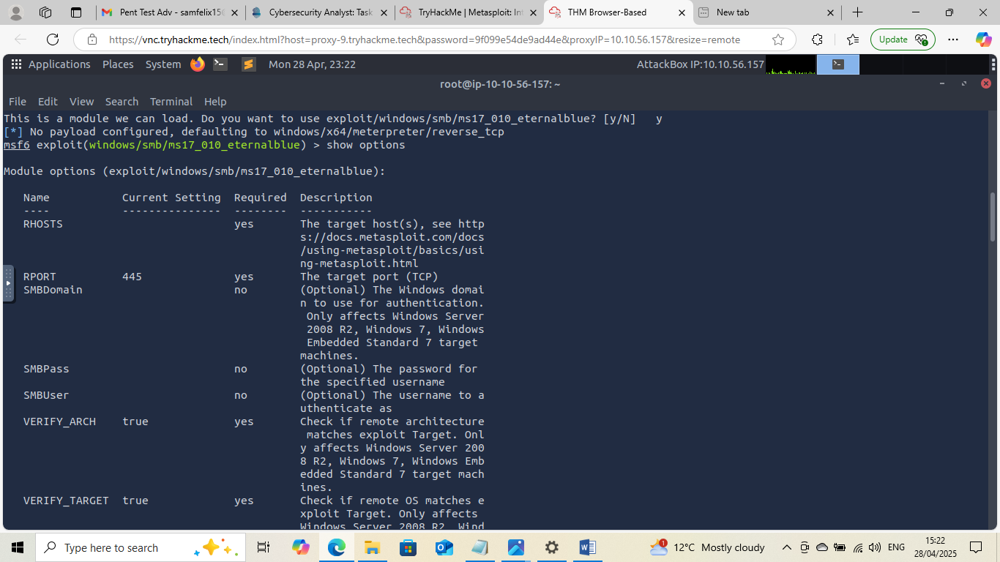 Pent Test Adv - samfelix15
Cybersecurity Analyst: Task
TryHackMe | Metasploit: Int
THM Browser-Based
New tab
https://vnc.tryhackme.tech/index.html?host=proxy-9.tryhackme.tech&password=9f099e54de9ad44e&proxyIP=10.10.56.157&resize=remote
Update
Applications Places System Mon 28 Apr, 23:22 AttackBox IP:10.10.56.157
root@ip-10-10-56-157: ~
File Edit View Search Terminal Help
This is a module we can load. Do you want to use exploit/windows/smb/ms17_010_eternalblue? [y/N]   y
[*] No payload configured, defaulting to windows/x64/meterpreter/reverse_tcp
msf6 exploit(windows/smb/ms17_010_eternalblue) > show options
Module options (exploit/windows/smb/ms17_010_eternalblue):
Name Current Setting Required Description
---- --------------- -------- -----------
RHOSTS yes The target host(s), see http
s://docs.metasploit.com/docs
/using-metasploit/basics/usi
ng-metasploit.html
RPORT 445 yes The target port (TCP)
SMBDomain no (Optional) The Windows domai
n to use for authentication.
Only affects Windows Server
2008 R2, Windows 7, Windows
Embedded Standard 7 target
machines.
SMBPass no (Optional) The password for
the specified username
SMBUser no (Optional) The username to a
uthenticate as
VERIFY_ARCH true yes Check if remote architecture
matches exploit Target. Onl
y affects Windows Server 200
8 R2, Windows 7, Windows Emb
edded Standard 7 target mach
ines.
VERIFY_TARGET true yes Check if remote OS matches e
xploit Target. Only affects
Windows Server 2008 R2, Wind
Type here to search
1
12°C Mostly cloudy
ENG
15:22
28/04/2025